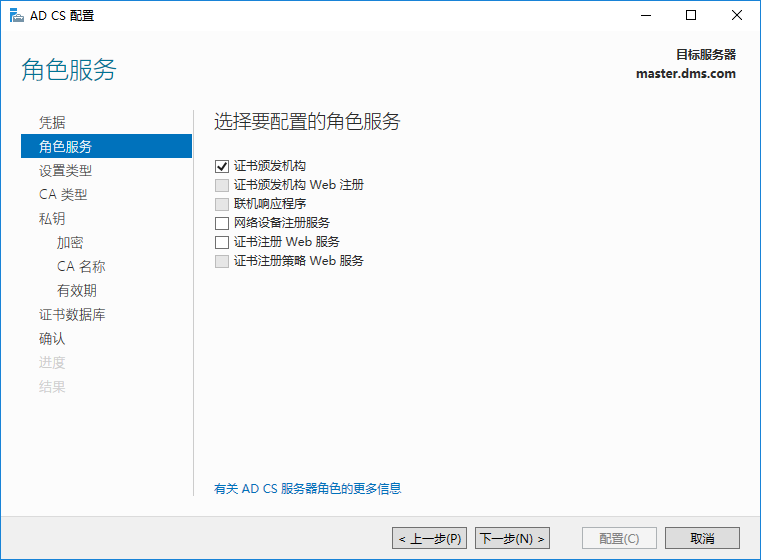 AD CS 配置
角色服务
目标服务器
master.dms.com
凭据
角色服务
设置类型
CA 类型
私钥
加密
CA 名称
有效期
证书数据库
确认
进度
结果
选择要配置的角色服务
证书颁发机构
证书颁发机构 Web 注册
联机响应程序
网络设备注册服务
证书注册 Web 服务
证书注册策略 Web 服务
有关 AD CS 服务器角色的更多信息
< 上一步(P)
下一步(N) >
配置(C)
取消